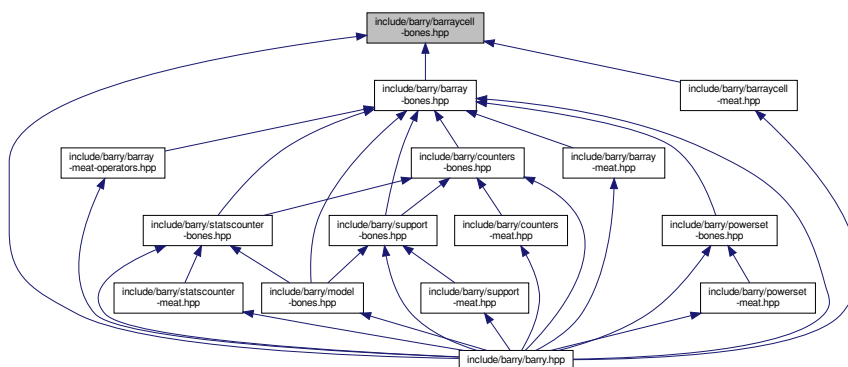 include/barry/barraycell
-bones.hpp
include/barry/barray
-bones.hpp
include/barry/barraycell
-meat.hpp
include/barry/barray
-meat-operators.hpp
include/barry/counters
-bones.hpp
include/barry/barray
-meat.hpp
include/barry/statscounter
-bones.hpp
include/barry/support
-bones.hpp
include/barry/counters
-meat.hpp
include/barry/powerset
-bones.hpp
include/barry/statscounter
-meat.hpp
include/barry/model
-bones.hpp
include/barry/support
-meat.hpp
include/barry/powerset
-meat.hpp
include/barry/barry.hpp